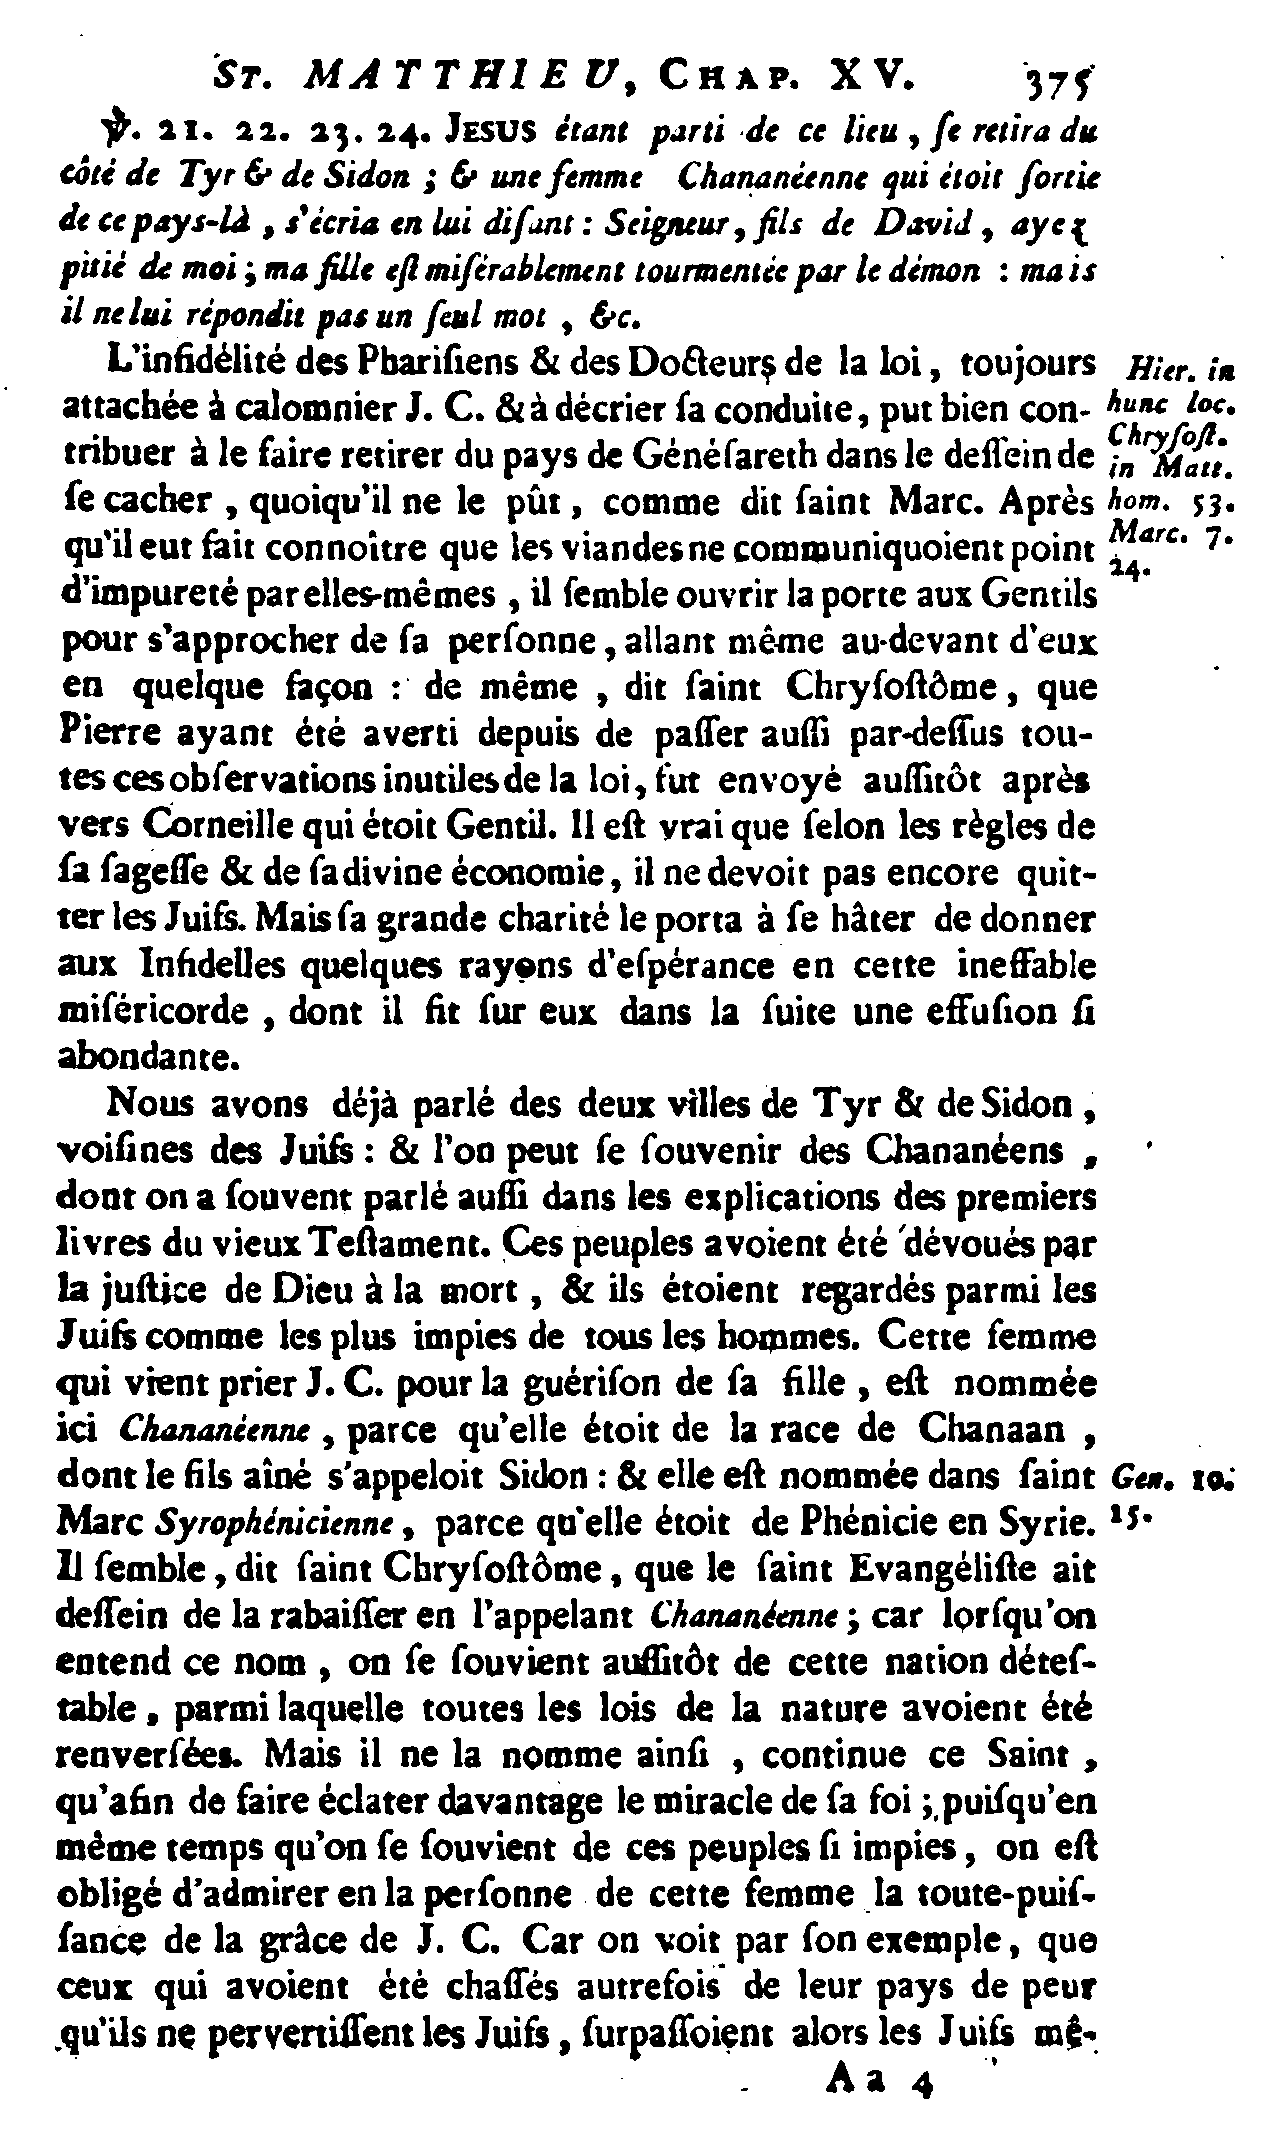 ST. MATTHIEU, CHAP. XV. 375
℣. 21. 22. 23. 24. JESUS étant parti de ce lieu, ſe retira du
côté de Tyr & de Sidon ; & une femme Chananéenne qui étoit ſortie
de ce pays-là, s'écria en lui diſant : Seigneur, fils de David, ayez
pitié de moi ; ma fille eſt miſérablement tourmentée par le démon : mais
il ne lui répondit pas un ſeul mot, &c.
L'infidélité des Phariſiens & des Docteurs de la loi, toujours
attachée à calomnier J. C. & à décrier ſa conduite, put bien con-
tribuer à le faire retirer du pays de Généſareth dans le deſſein de
ſe cacher, quoiqu'il ne le pût, comme dit ſaint Marc. Après
qu'il eut fait connoître que les viandes ne communiquoient point
d'impureté par elles-mêmes, il ſemble ouvrir la porte aux Gentils
pour s'approcher de ſa perſonne, allant même au-devant d'eux
en quelque façon : de même, dit ſaint Chryſoſtôme, que
Pierre ayant été averti depuis de paſſer auſſi par-deſſus tou-
tes ces obſervations inutiles de la loi, fut envoyé auſſitôt après
vers Corneille qui étoit Gentil. Il eſt vrai que ſelon les règles de
ſa ſageſſe & de ſa divine économie, il ne devoit pas encore quit-
ter les Juifs. Mais ſa grande charité le porta à ſe hâter de donner
aux Infidelles quelques rayons d'eſpérance en cette ineffable
miſéricorde, dont il fit ſur eux dans la ſuite une effuſion ſi
abondante.
Hier. in
hunc loc.
Chryſoſt.
in Matt.
hom. 53.
Marc. 7.
24.
Nous avons déjà parlé des deux villes de Tyr & de Sidon,
voiſines des Juifs : & l'on peut ſe ſouvenir des Chananéens,
dont on a ſouvent parlé auſſi dans les explications des premiers
livres du vieux Teſtament. Ces peuples avoient été dévoués par
la juſtice de Dieu à la mort, & ils étoient regardés parmi les
Juifs comme les plus impies de tous les hommes. Cette femme
qui vient prier J. C. pour la guériſon de ſa fille, eſt nommée
ici Chananéenne, parce qu'elle étoit de la race de Chanaan,
dont le fils aîné s'appeloit Sidon : & elle eſt nommée dans ſaint
Marc Syrophénicienne, parce qu'elle étoit de Phénicie en Syrie.
Il ſemble, dit ſaint Chryſoſtôme, que le ſaint Evangéliſte ait
deſſein de la rabaiſſer en l'appelant Chananéenne ; car lorſqu'on
entend ce nom, on ſe ſouvient auſſitôt de cette nation déteſ-
table, parmi laquelle toutes les lois de la nature avoient été
renverſées. Mais il ne la nomme ainſi, continue ce Saint,
qu'afin de faire éclater davantage le miracle de ſa foi ; puiſqu'en
même temps qu'on ſe ſouvient de ces peuples ſi impies, on eſt
obligé d'admirer en la perſonne de cette femme la toute-puiſ-
ſance de la grâce de J. C. Car on voit par ſon exemple, que
ceux qui avoient été chaſſés autrefois de leur pays de peur
qu'ils ne pervertiſſent les Juifs, ſurpaſſoient alors les Juifs mê-
Gen. 10.
15.
Aa 4